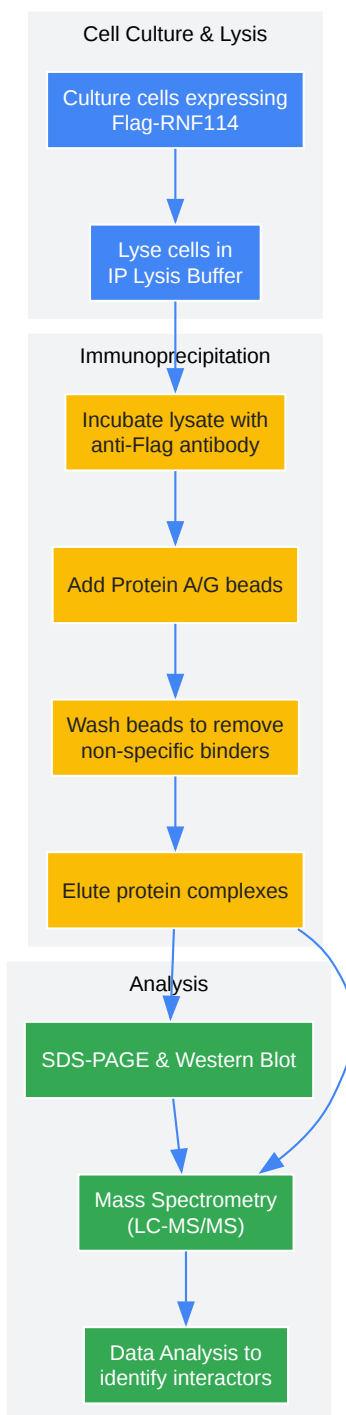 Cell Culture & Lysis
Culture cells expressing
Flag-RNF114
Lyse cells in
IP Lysis Buffer
Immunoprecipitation
Incubate lysate with
anti-Flag antibody
Add Protein A/G beads
Wash beads to remove
non-specific binders
Elute protein complexes
Analysis
SDS-PAGE & Western Blot
Mass Spectrometry
(LC-MS/MS)
Data Analysis to
identify interactors